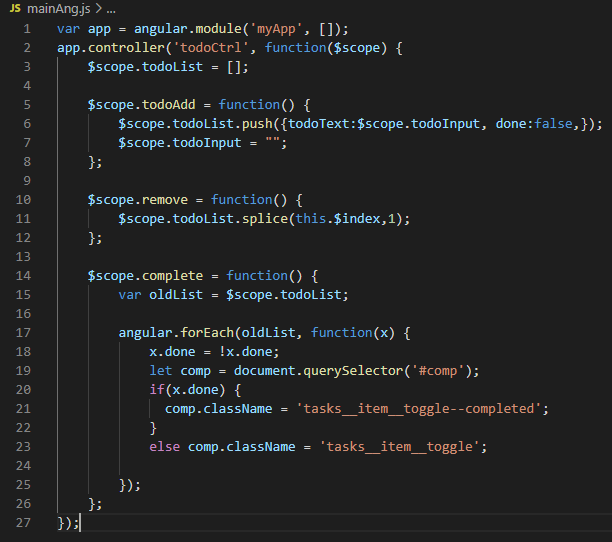 JS mainAng.js > ...
1 var app = angular.module('myApp', []);
2 app.controller('todoCtrl', function($scope) {
3     $scope.todoList = [];
4
5     $scope.todoAdd = function() {
6         $scope.todoList.push({todoText:$scope.todoInput, done:false,});
7         $scope.todoInput = "";
8     };
9
10     $scope.remove = function() {
11         $scope.todoList.splice(this.$index,1);
12     };
13
14     $scope.complete = function() {
15         var oldList = $scope.todoList;
16
17         angular.forEach(oldList, function(x) {
18             x.done = !x.done;
19             let comp = document.querySelector('#comp');
20             if(x.done) {
21               comp.className = 'tasks__item__toggle--completed';
22             }
23             else comp.className = 'tasks__item__toggle';
24
25         });
26     };
27 });